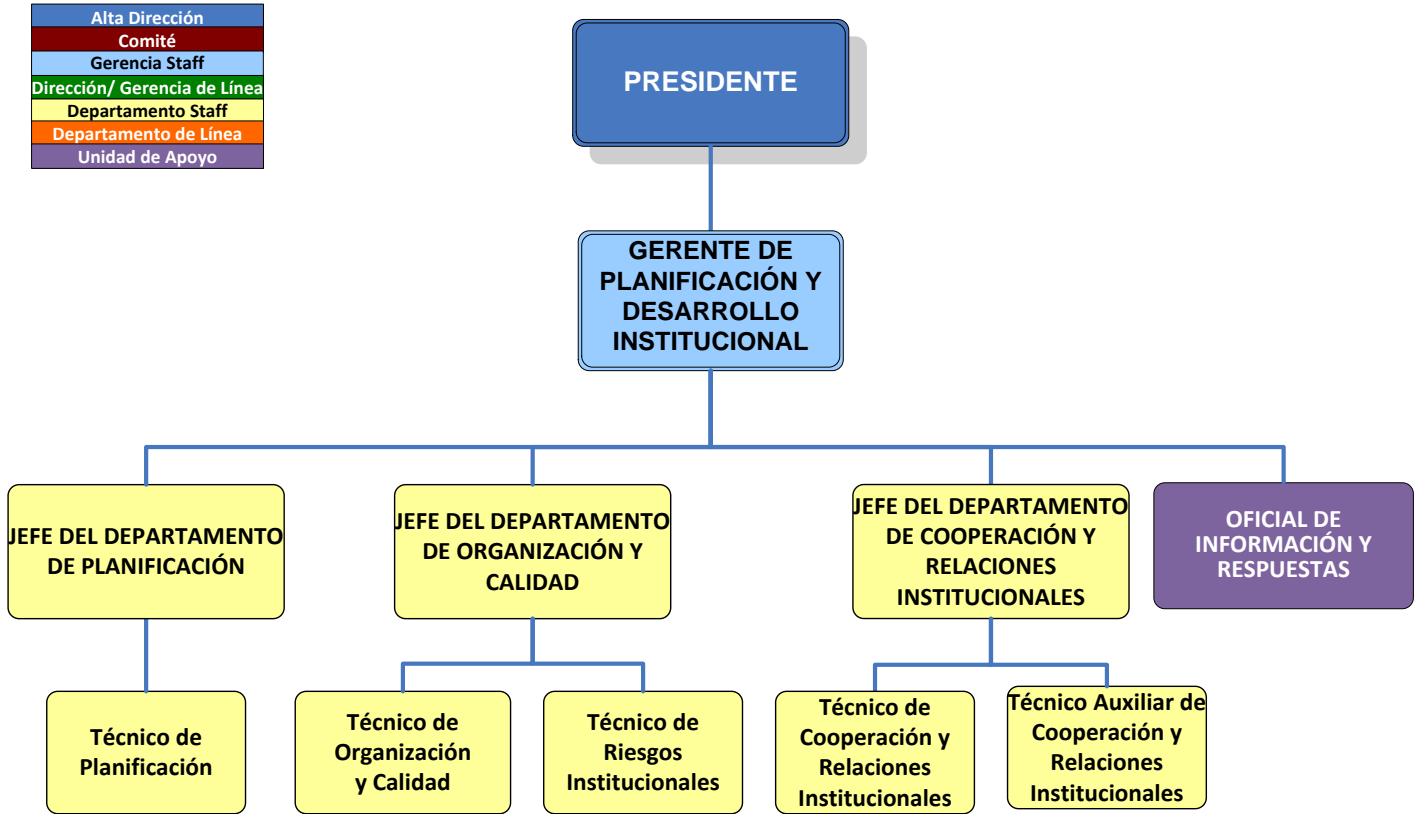 Alta Dirección
Comité
Gerencia Staff
Dirección/ Gerencia de Línea
Departamento Staff
Departamento de Línea
Unidad de Apoyo
PRESIDENTE
GERENTE DE
PLANIFICACIÓN Y
DESARROLLO
INSTITUCIONAL
JEFE DEL DEPARTAMENTO
DE PLANIFICACIÓN
JEFE DEL DEPARTAMENTO
DE ORGANIZACIÓN Y
CALIDAD
JEFE DEL DEPARTAMENTO
DE COOPERACIÓN Y
RELACIONES
INSTITUCIONALES
OFICIAL DE
INFORMACIÓN Y
RESPUESTAS
Técnico de
Planificación
Técnico de
Organización
y Calidad
Técnico de
Riesgos
Institucionales
Técnico de
Cooperación y
Relaciones
Institucionales
Técnico Auxiliar de
Cooperación y
Relaciones
Institucionales